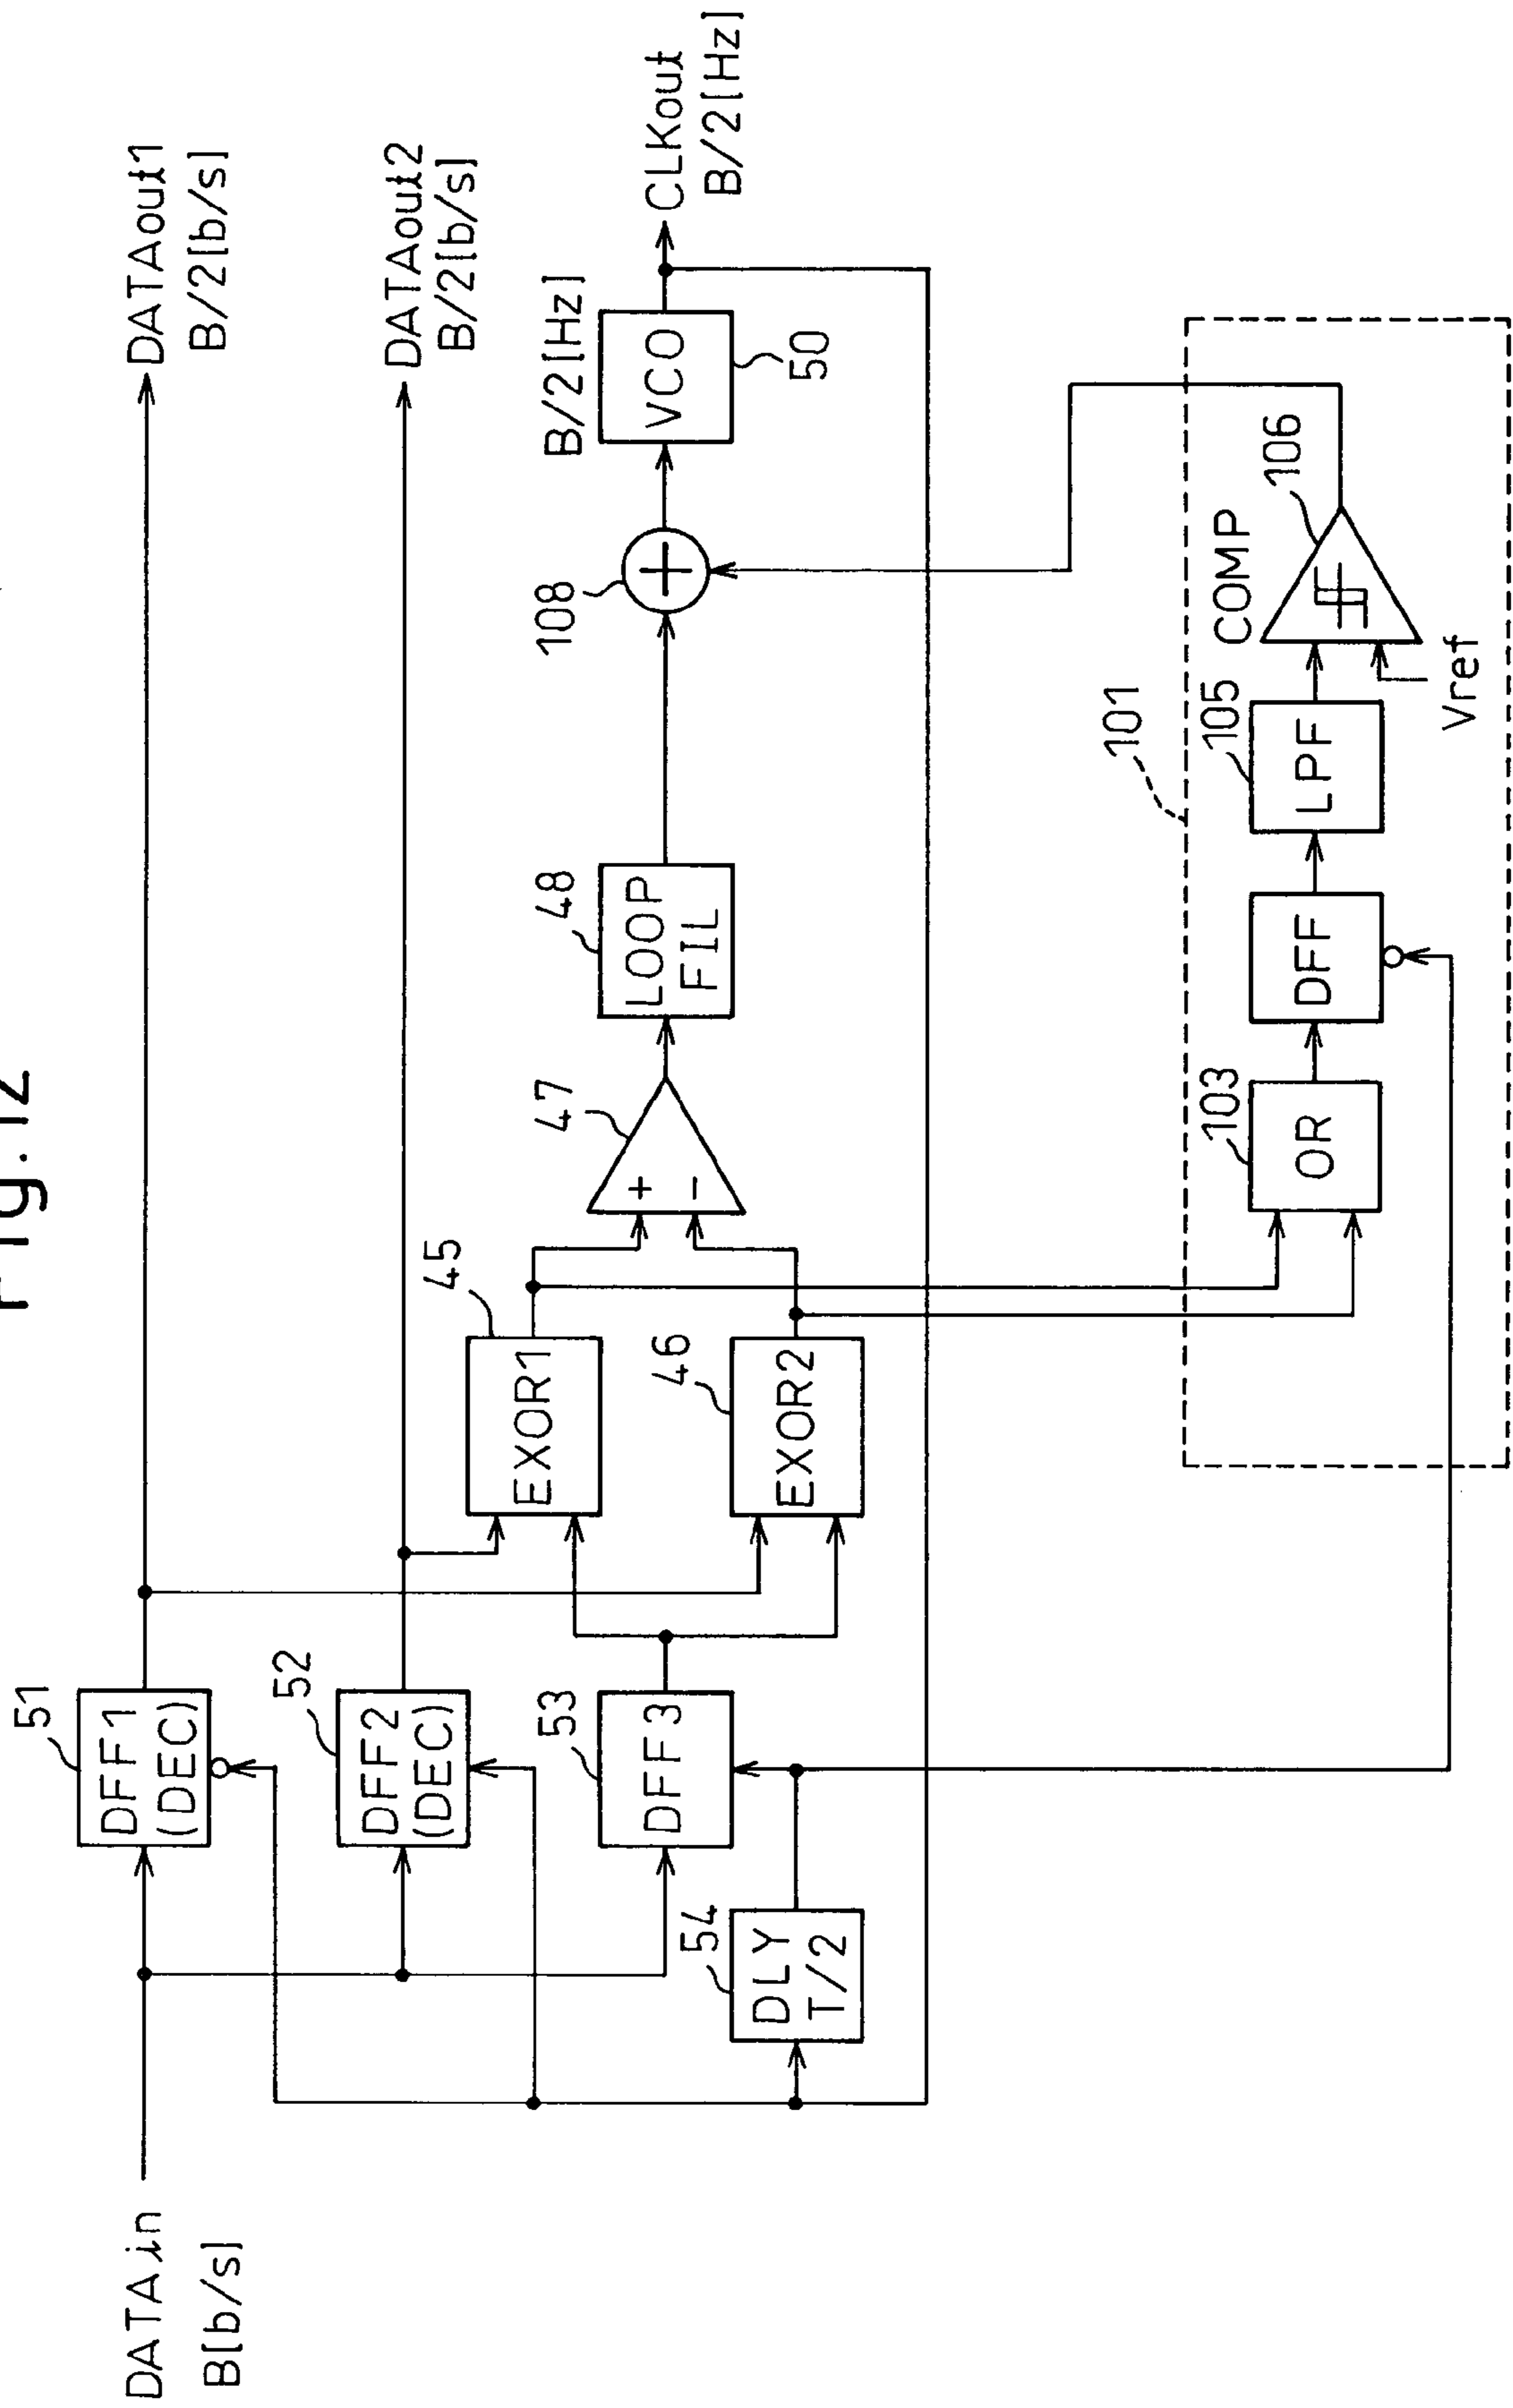 Fig.12
DATAin
B[b/s]
51
DFF1
(DEC)
DATAout1
B/2[b/s]
52
DFF2
(DEC)
DATAout2
B/2[b/s]
53
DFF3
54
DLY
T/2
45
EXOR1
46
EXOR2
47
+
-
48
LOOP
FIL
108
+
B/2[Hz]
VCO
50
CLKout
B/2[Hz]
101
103
OR
DFF
105
LPF
COMP
106
Vref